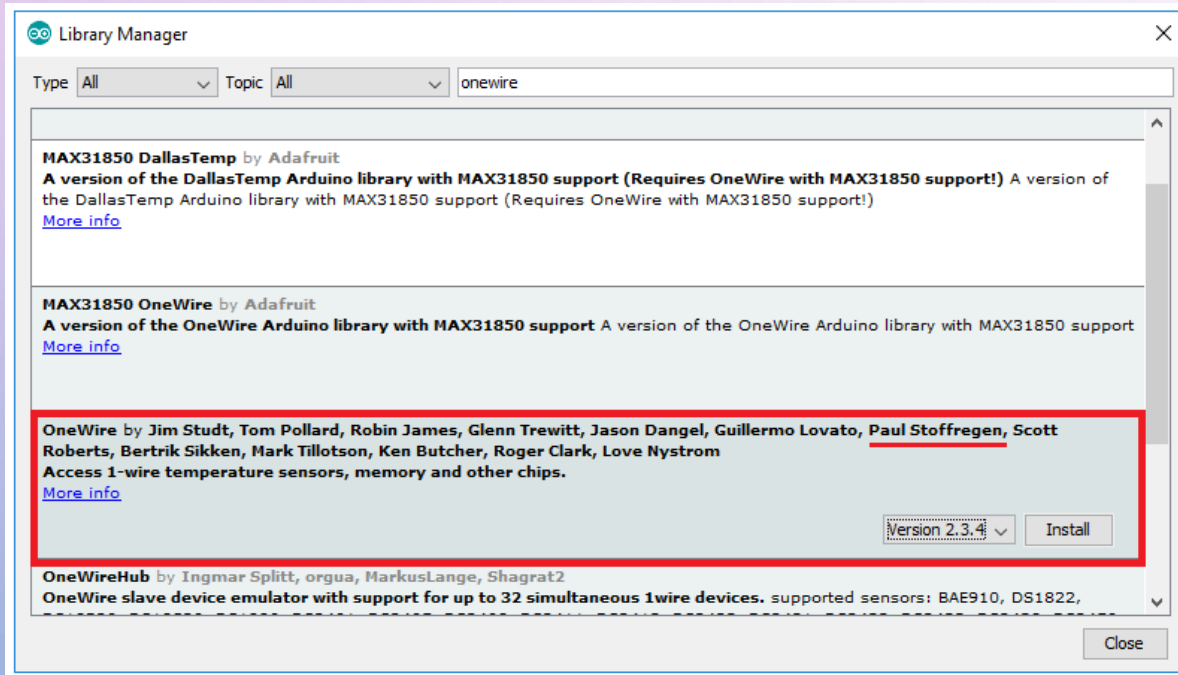 Library Manager
Type All Topic All onewire
MAX31850 DallasTemp by Adafruit
A version of the DallasTemp Arduino library with MAX31850 support (Requires OneWire with MAX31850 support!) A version of
the DallasTemp Arduino library with MAX31850 support (Requires OneWire with MAX31850 support!)
More info
MAX31850 OneWire by Adafruit
A version of the OneWire Arduino library with MAX31850 support A version of the OneWire Arduino library with MAX31850 support
More info
OneWire by Jim Studt, Tom Pollard, Robin James, Glenn Trewitt, Jason Dangel, Guillermo Lovato, Paul Stoffregen, Scott
Roberts, Bertrik Sikken, Mark Tillotson, Ken Butcher, Roger Clark, Love Nystrom
Access 1-wire temperature sensors, memory and other chips.
More info
Version 2.3.4 Install
OneWireHub by Ingmar Splitt, orgua, MarkusLange, Shagrat2
OneWire slave device emulator with support for up to 32 simultaneous 1wire devices. supported sensors: BAE910, DS1822,
Close